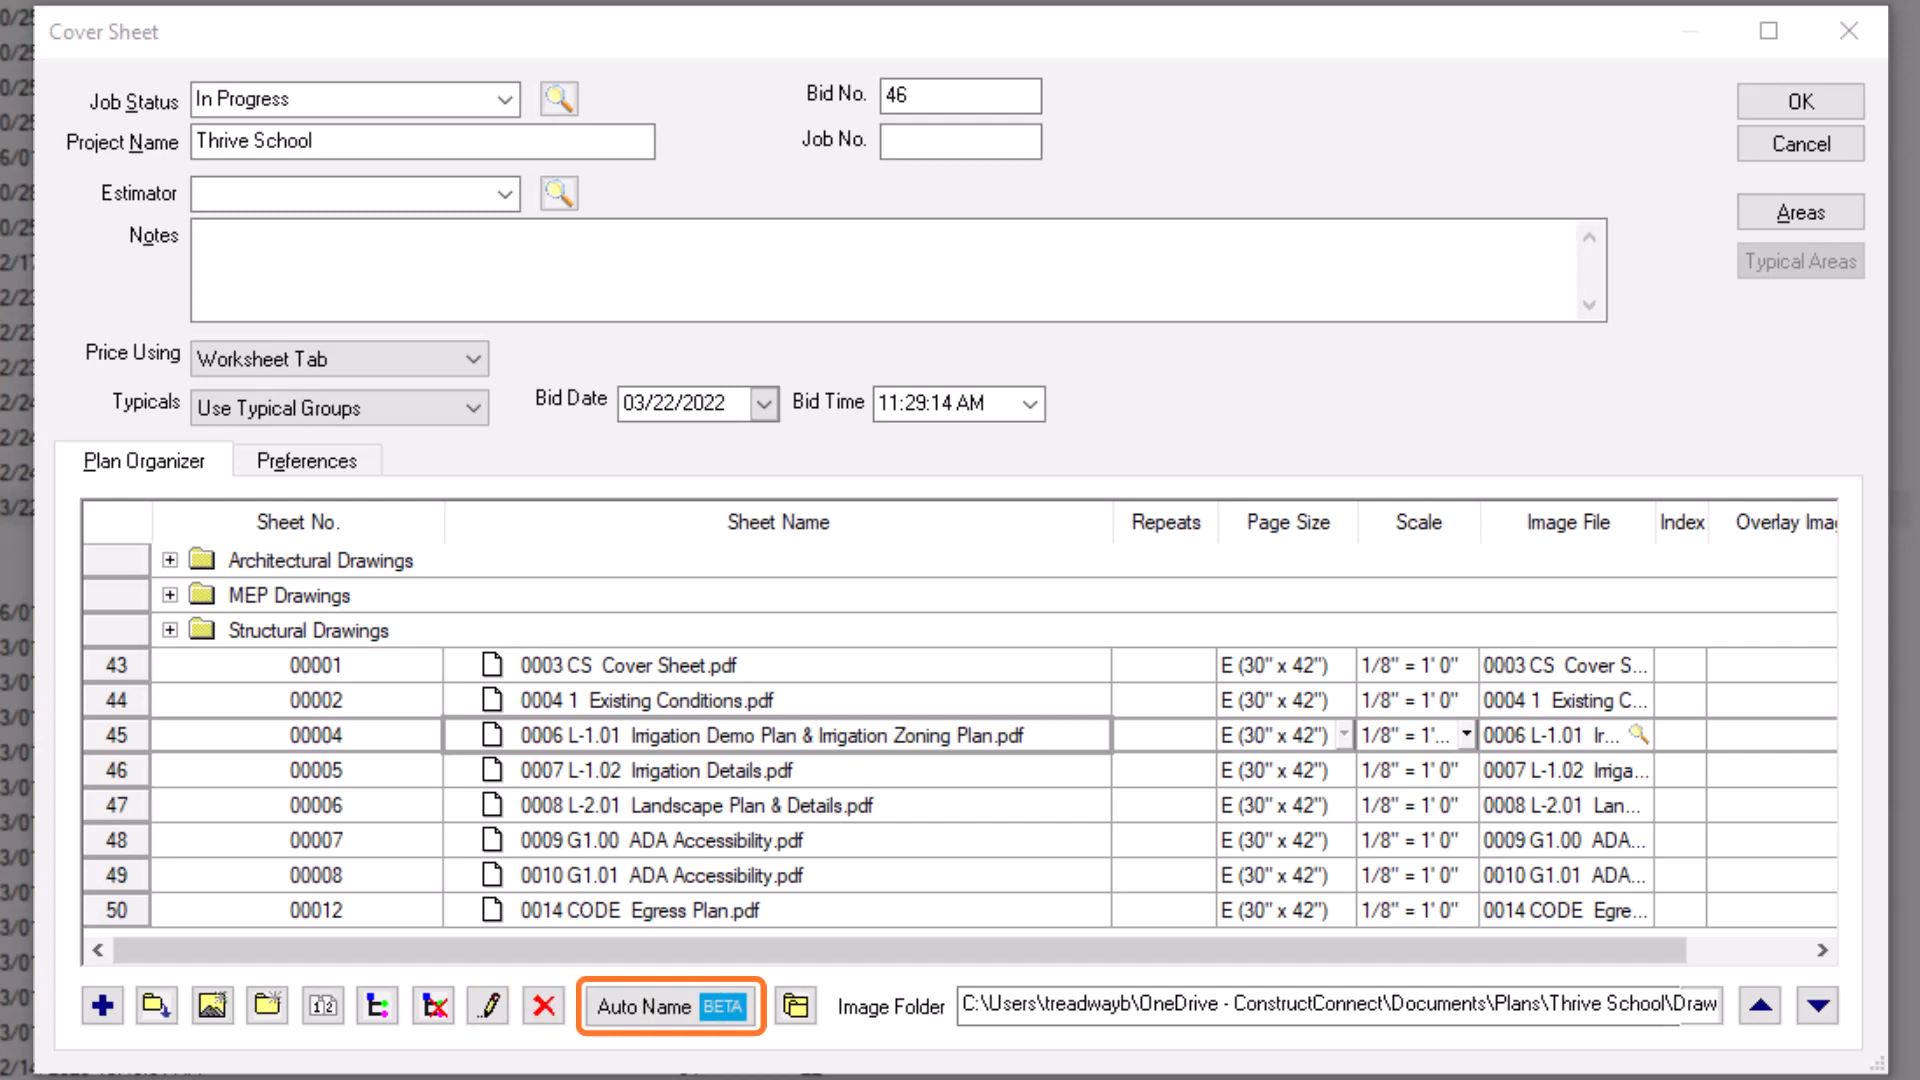 Cover Sheet
Job Status In Progress
Bid No. 46
OK
Project Name Thrive School
Job No.
Cancel
Estimator
Areas
Notes
Typical Areas
Price Using Worksheet Tab
Typicals Use Typical Groups
Bid Date 03/22/2022 Bid Time 11:29:14 AM
Plan Organizer Preferences
Sheet No. Sheet Name Repeats Page Size Scale Image File Index Overlay Ima
Architectural Drawings
MEP Drawings
Structural Drawings
43 00001 0003 CS Cover Sheet.pdf E (30" x 42") 1/8" = 1' 0" 0003 CS Cover S...
44 00002 0004 1 Existing Conditions.pdf E (30" x 42") 1/8" = 1' 0" 0004 1 Existing C...
45 00004 0006 L-1.01 Irrigation Demo Plan & Irrigation Zoning Plan.pdf E (30" x 42") 1/8" = 1'... 0006 L-1.01 Ir...
46 00005 0007 L-1.02 Irrigation Details.pdf E (30" x 42") 1/8" = 1' 0" 0007 L-1.02 Irriga...
47 00006 0008 L-2.01 Landscape Plan & Details.pdf E (30" x 42") 1/8" = 1' 0" 0008 L-2.01 Lan...
48 00007 0009 G1.00 ADA Accessibility.pdf E (30" x 42") 1/8" = 1' 0" 0009 G1.00 ADA...
49 00008 0010 G1.01 ADA Accessibility.pdf E (30" x 42") 1/8" = 1' 0" 0010 G1.01 ADA...
50 00012 0014 CODE Egress Plan.pdf E (30" x 42") 1/8" = 1' 0" 0014 CODE Egre...
Auto Name BETA Image Folder C:\Users\treadwayb\OneDrive - ConstructConnect\Documents\Plans\Thrive School\Draw